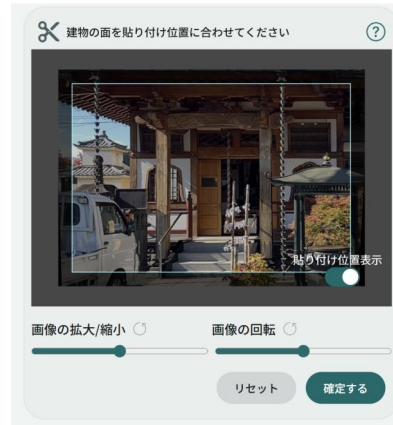 建物の面を貼り付け位置に合わせてください
?
貼り付け位置表示
画像の拡大/縮小
画像の回転
リセット
確定する